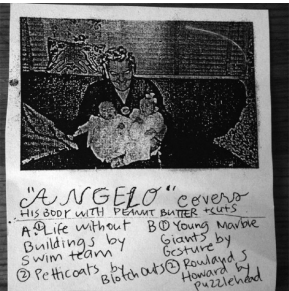 "ANGELO" covers
HIS BODY WITH PEANUT BUTTER + cuts
A: ① Life without
Buildings by
Swim team
② Petticoats by
Blotchouts
B ① Young Marble
Giants by
Gesture by
② Rowland S
Howard by
Puzzlehead